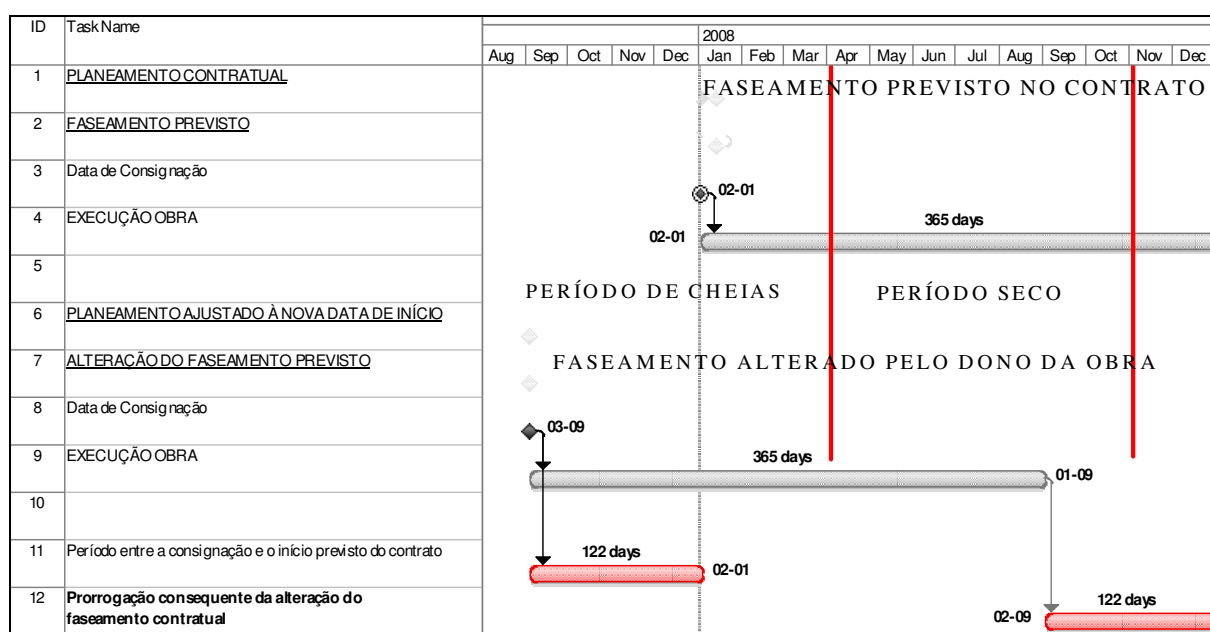 ID Task Name
2008
Aug Sep Oct Nov Dec Jan Feb Mar Apr May Jun Jul Aug Sep Oct Nov Dec
1 PLANEAMENTO CONTRATUAL
FASEAMENTO PREVISTO NO CONTRATO
2 FASEAMENTO PREVISTO
3 Data de Consignação
02-01
4 EXECUÇÃO OBRA
365 days
02-01
5
PERÍODO DE CHEIAS PERÍODO SECO
6 PLANEAMENTO AJUSTADO À NOVA DATA DE INÍCIO
7 ALTERAÇÃO DO FASEAMENTO PREVISTO
FASEAMENTO ALTERADO PELO DONO DA OBRA
8 Data de Consignação
03-09
9 EXECUÇÃO OBRA
365 days
01-09
10
11 Período entre a consignação e o início previsto do contrato
122 days
02-01
12 Prorrogação consequente da alteração do
faseamento contratual
122 days
02-09